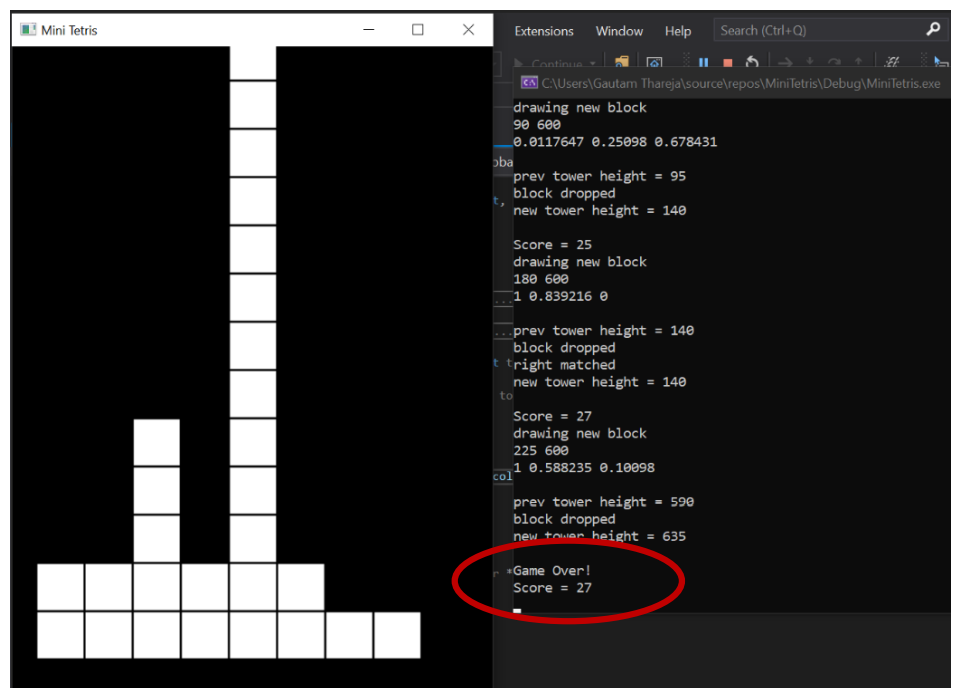 Mini Tetris
Extensions Window Help Search (Ctrl+Q)
Continue
C:\Users\Gautam Thareja\source\repos\MiniTetris\Debug\MiniTetris.exe
drawing new block
90 600
0.0117647 0.25098 0.678431
prev tower height = 95
block dropped
new tower height = 140
Score = 25
drawing new block
180 600
1 0.839216 0
prev tower height = 140
block dropped
right matched
new tower height = 140
Score = 27
drawing new block
225 600
1 0.588235 0.10098
prev tower height = 590
block dropped
new tower height = 635
Game Over!
Score = 27